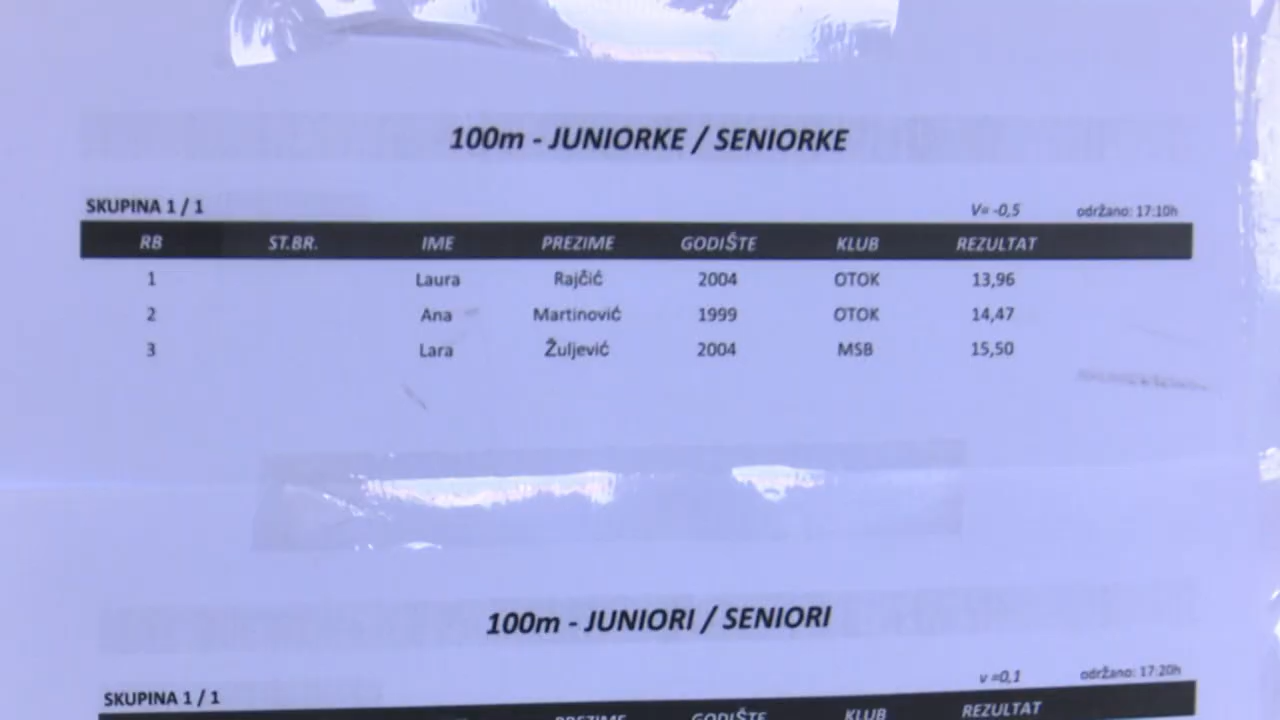 100m - JUNIORKE / SENIORKE
SKUPINA 1 / 1 V= -0,5 održano: 17:10h
RB ST.BR. IME PREZIME GODIŠTE KLUB REZULTAT
1 Laura Rajčić 2004 OTOK 13,96
2 Ana Martinović 1999 OTOK 14,47
3 Lara Žuljević 2004 MSB 15,50
100m - JUNIORI / SENIORI
SKUPINA 1 / 1 v =0,1 održano: 17:20h
PREZIME GODIŠTE KLUB REZULTAT